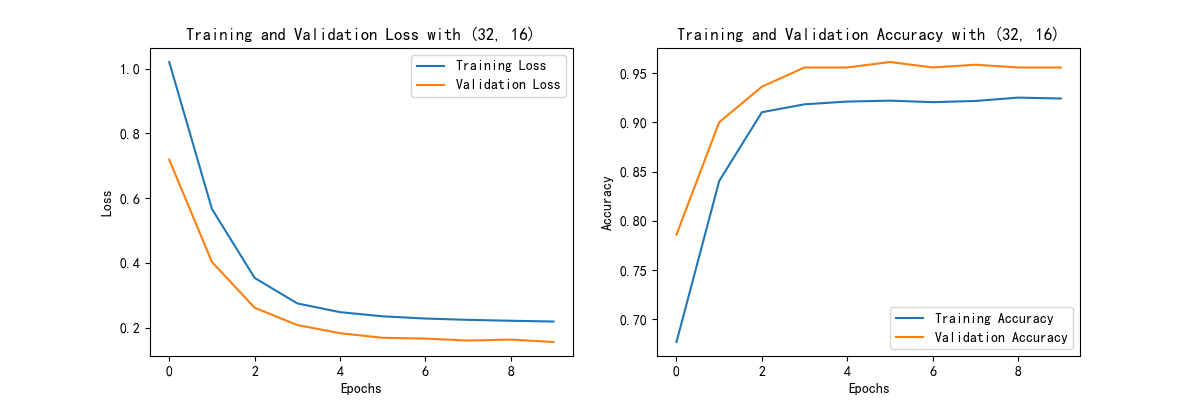 Training and Validation Loss with (32, 16)
Training Loss
Validation Loss
1.0
0.8
0.6
0.4
0.2
Loss
0 2 4 6 8
Epochs
Training and Validation Accuracy with (32, 16)
0.95
0.90
0.85
0.80
0.75
0.70
Accuracy
Training Accuracy
Validation Accuracy
0 2 4 6 8
Epochs